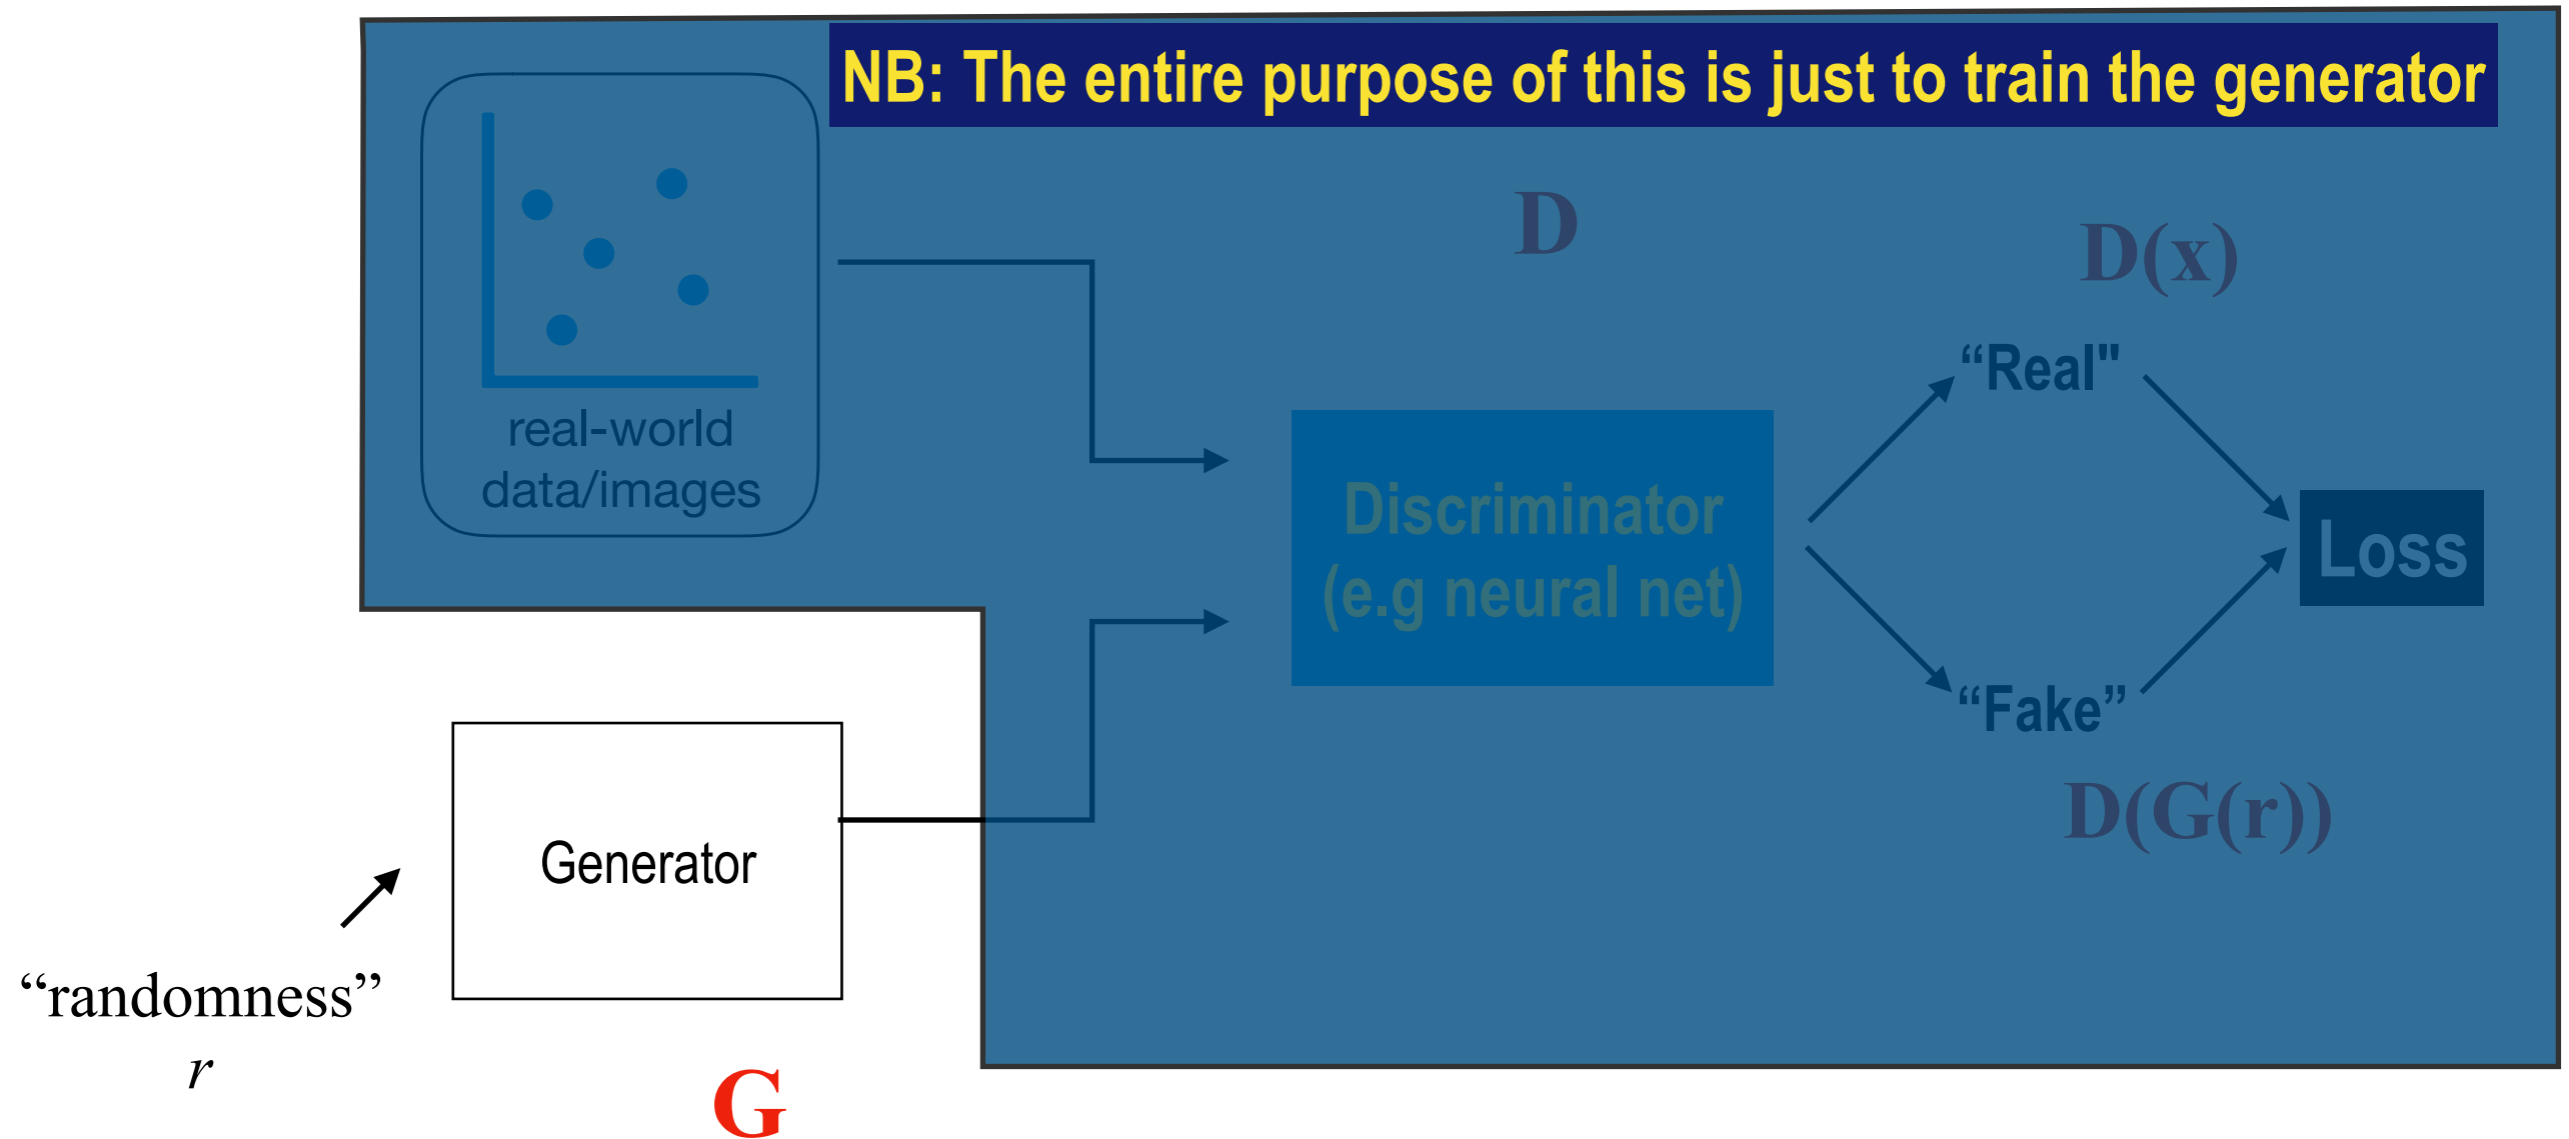 NB: The entire purpose of this is just to train the generator
D
D(x)
“Real"
real-world
data/images
Discriminator
(e.g neural net)
Loss
“Fake”
D(G(r))
Generator
“randomness”
r
G